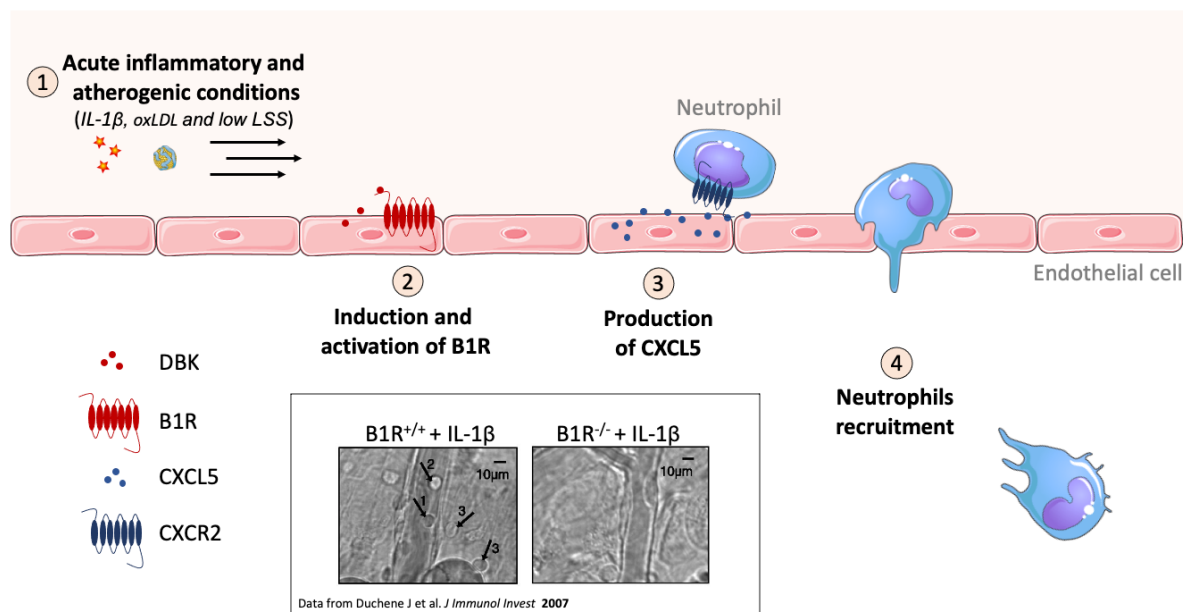 1
Acute inflammatory and
atherogenic conditions
(IL-1β, oxLDL and low LSS)
Neutrophil
Endothelial cell
2
Induction and
activation of B1R
3
Production
of CXCL5
4
Neutrophils
recruitment
DBK
B1R
CXCL5
CXCR2
B1R+/+ + IL-1β
10μm
2
1
3
3
B1R-/- + IL-1β
10μm
Data from Duchene J et al. J Immunol Invest 2007